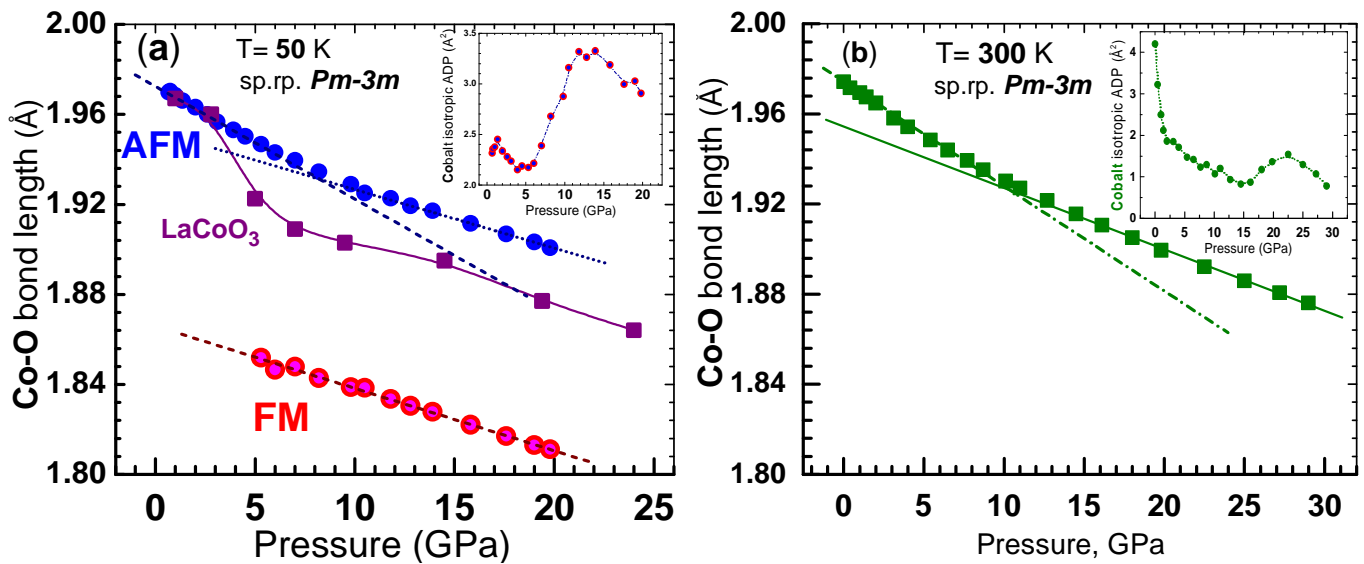 (a)
T= 50 K
sp.rp. Pm-3m
AFM
LaCoO₃
FM
Co-O bond length (Å)
2.00
1.96
1.92
1.88
1.84
1.80
0 5 10 15 20 25
Pressure (GPa)
Cobalt isotropic ADP (Å²)
3.5
3.0
2.5
2.0
0 5 10 15 20
Pressure (GPa)
(b)
T= 300 K
sp.rp. Pm-3m
Co-O bond length (Å)
2.00
1.96
1.92
1.88
1.84
1.80
0 5 10 15 20 25 30
Pressure, GPa
Cobalt isotropic ADP (Å²)
4
3
2
1
0
0 5 10 15 20 25 30
Pressure (GPa)